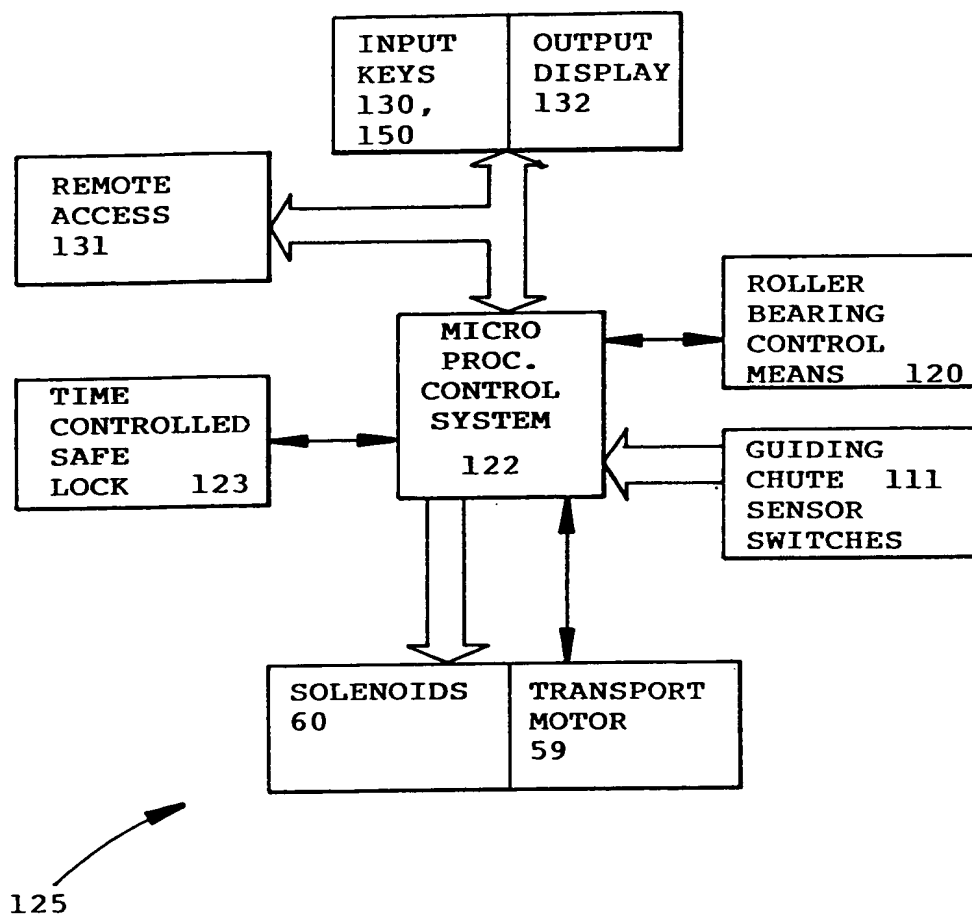 INPUT
KEYS
130,
150
OUTPUT
DISPLAY
132
REMOTE
ACCESS
131
ROLLER
BEARING
CONTROL
MEANS 120
MICRO
PROC.
CONTROL
SYSTEM
122
TIME
CONTROLLED
SAFE
LOCK 123
GUIDING
CHUTE 111
SENSOR
SWITCHES
SOLENOIDS
60
TRANSPORT
MOTOR
59
125